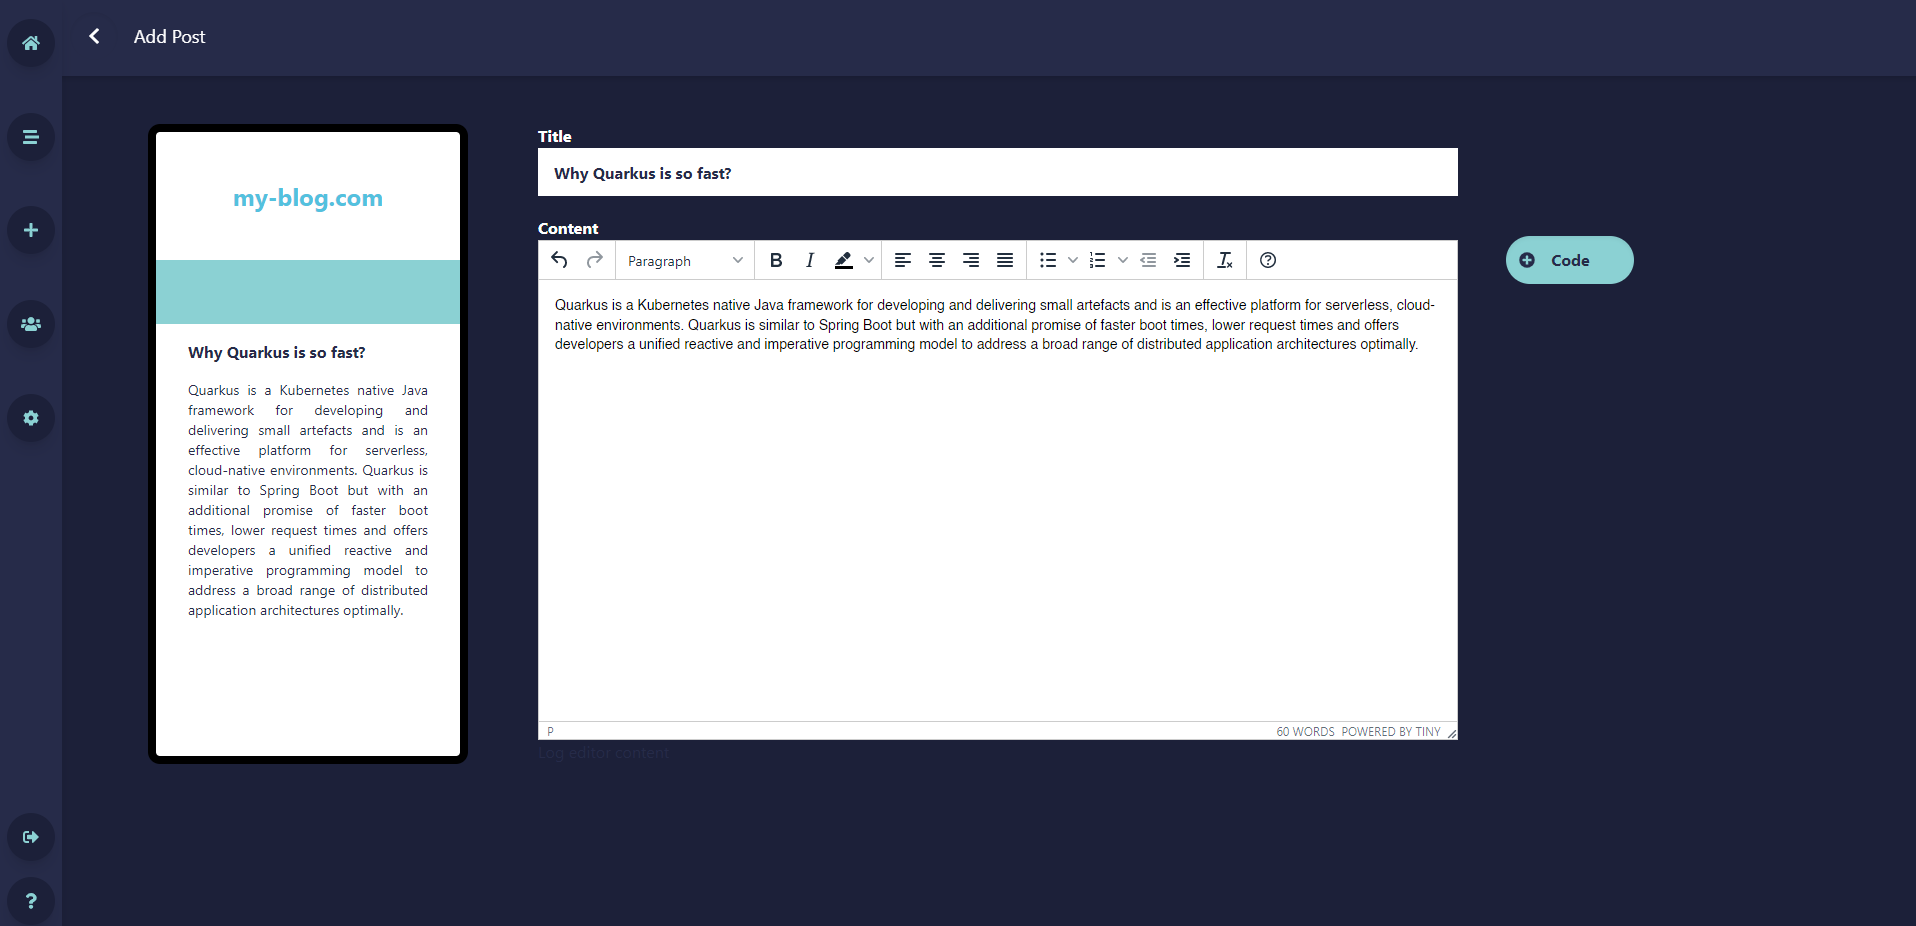 Add Post
my-blog.com
Why Quarkus is so fast?
Quarkus is a Kubernetes native Java
framework for developing and
delivering small artefacts and is an
effective platform for serverless,
cloud-native environments. Quarkus is
similar to Spring Boot but with an
additional promise of faster boot
times, lower request times and offers
developers a unified reactive and
imperative programming model to
address a broad range of distributed
application architectures optimally.
Title
Why Quarkus is so fast?
Content
Paragraph
Quarkus is a Kubernetes native Java framework for developing and delivering small artefacts and is an effective platform for serverless, cloud-
native environments. Quarkus is similar to Spring Boot but with an additional promise of faster boot times, lower request times and offers
developers a unified reactive and imperative programming model to address a broad range of distributed application architectures optimally.
P
60 WORDS POWERED BY TINY
Log editor content
Code